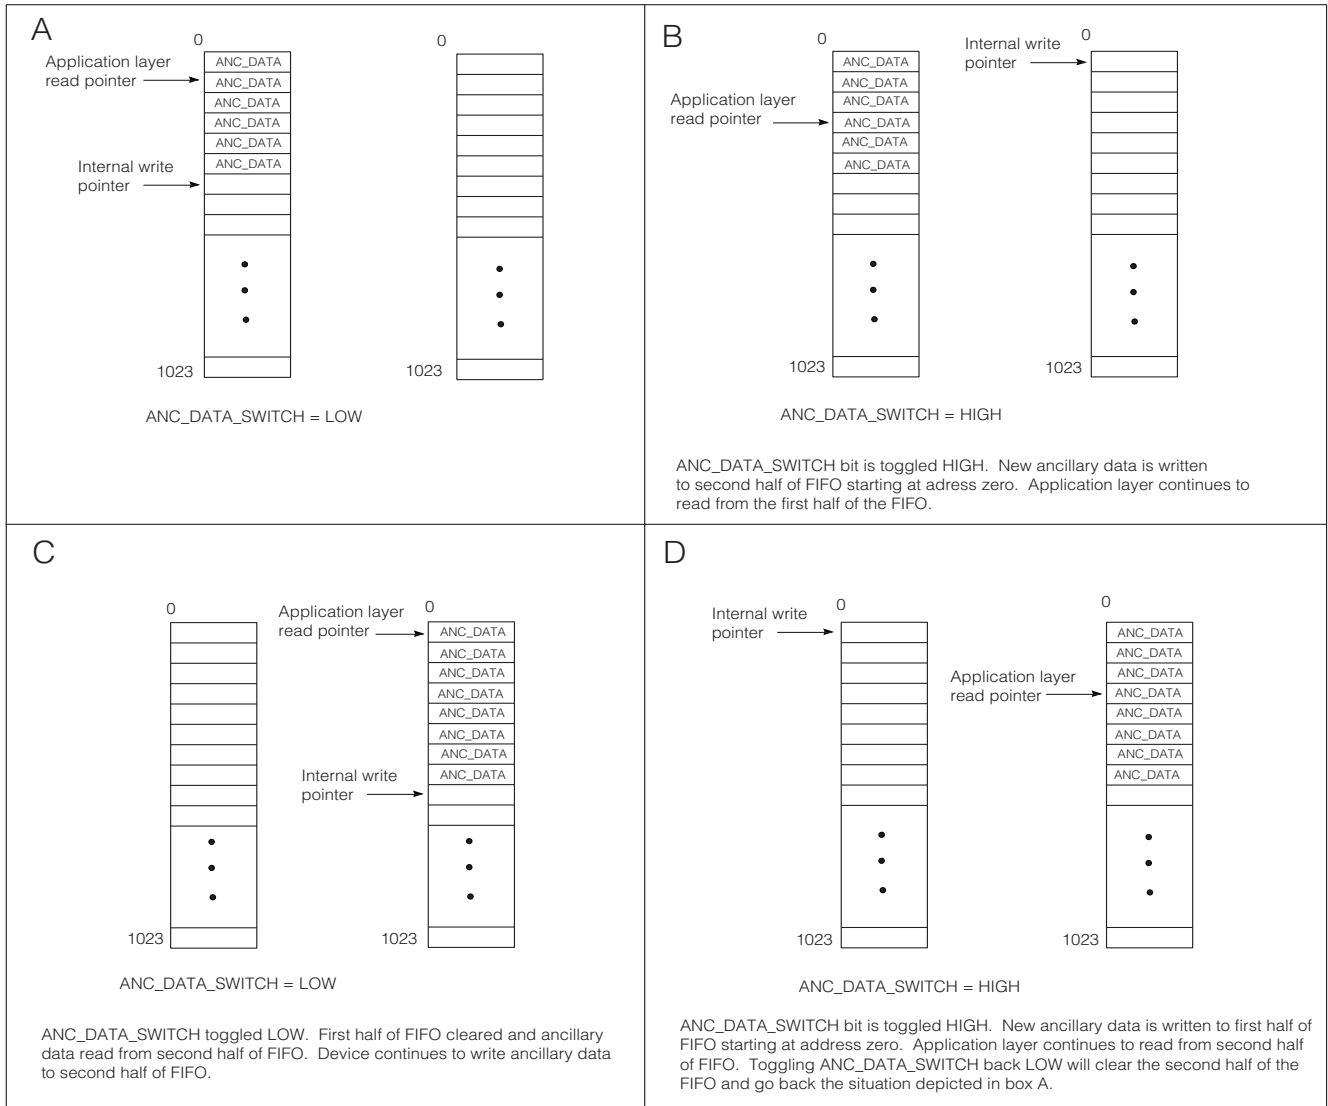 A
0
0
Application layer
read pointer
ANC_DATA
ANC_DATA
ANC_DATA
ANC_DATA
ANC_DATA
ANC_DATA
Internal write
pointer
1023
1023
ANC_DATA_SWITCH = LOW
B
0
0
Internal write
pointer
Application layer
read pointer
ANC_DATA
ANC_DATA
ANC_DATA
ANC_DATA
ANC_DATA
ANC_DATA
1023
1023
ANC_DATA_SWITCH = HIGH
ANC_DATA_SWITCH bit is toggled HIGH. New ancillary data is written
to second half of FIFO starting at adress zero. Application layer continues to
read from the first half of the FIFO.
C
0
0
Application layer
read pointer
ANC_DATA
ANC_DATA
ANC_DATA
ANC_DATA
ANC_DATA
ANC_DATA
ANC_DATA
ANC_DATA
Internal write
pointer
1023
1023
ANC_DATA_SWITCH = LOW
ANC_DATA_SWITCH toggled LOW. First half of FIFO cleared and ancillary
data read from second half of FIFO. Device continues to write ancillary data
to second half of FIFO.
D
0
0
Internal write
pointer
Application layer
read pointer
ANC_DATA
ANC_DATA
ANC_DATA
ANC_DATA
ANC_DATA
ANC_DATA
ANC_DATA
ANC_DATA
1023
1023
ANC_DATA_SWITCH = HIGH
ANC_DATA_SWITCH bit is toggled HIGH. New ancillary data is written to first half of
FIFO starting at address zero. Application layer continues to read from second half
of FIFO. Toggling ANC_DATA_SWITCH back LOW will clear the second half of the
FIFO and go back the situation depicted in box A.